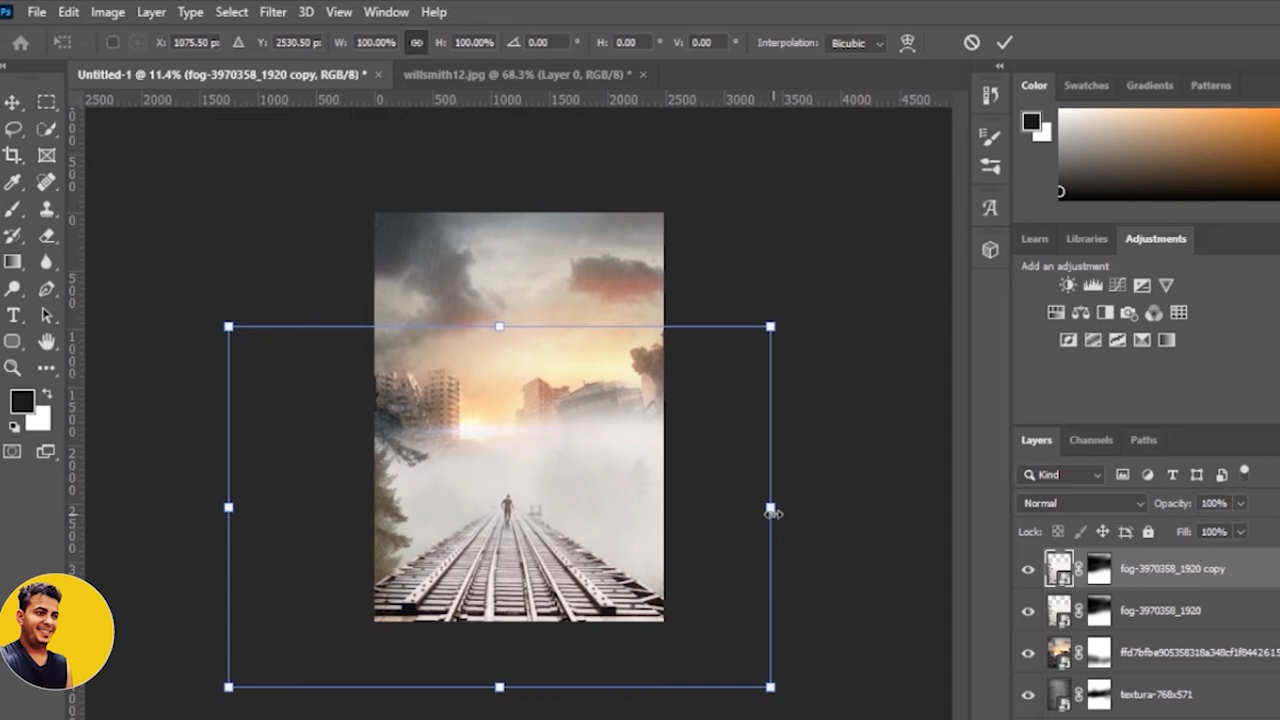 Ps File Edit Image Layer Type Select Filter 3D View Window Help
X: 1075.50 p: Y: 2530.50 p: W: 100.00% H: 100.00% 0.00 ° H: 0.00 ° V: 0.00 ° Interpolation: Bicubic
Untitled-1 @ 11.4% (fog-3970358_1920 copy, RGB/8) * × willsmith12.jpg @ 68.3% (Layer 0, RGB/8) * ×
2500 2000 1500 1000 500 0 500 1000 1500 2000 2500 3000 3500 4000 4500
Color Swatches Gradients Patterns
Learn Libraries Adjustments
Add an adjustment
Layers Channels Paths
Kind
Normal Opacity: 100%
Lock: Fill: 100%
fog-3970358_1920 copy
fog-3970358_1920
textura-768x571